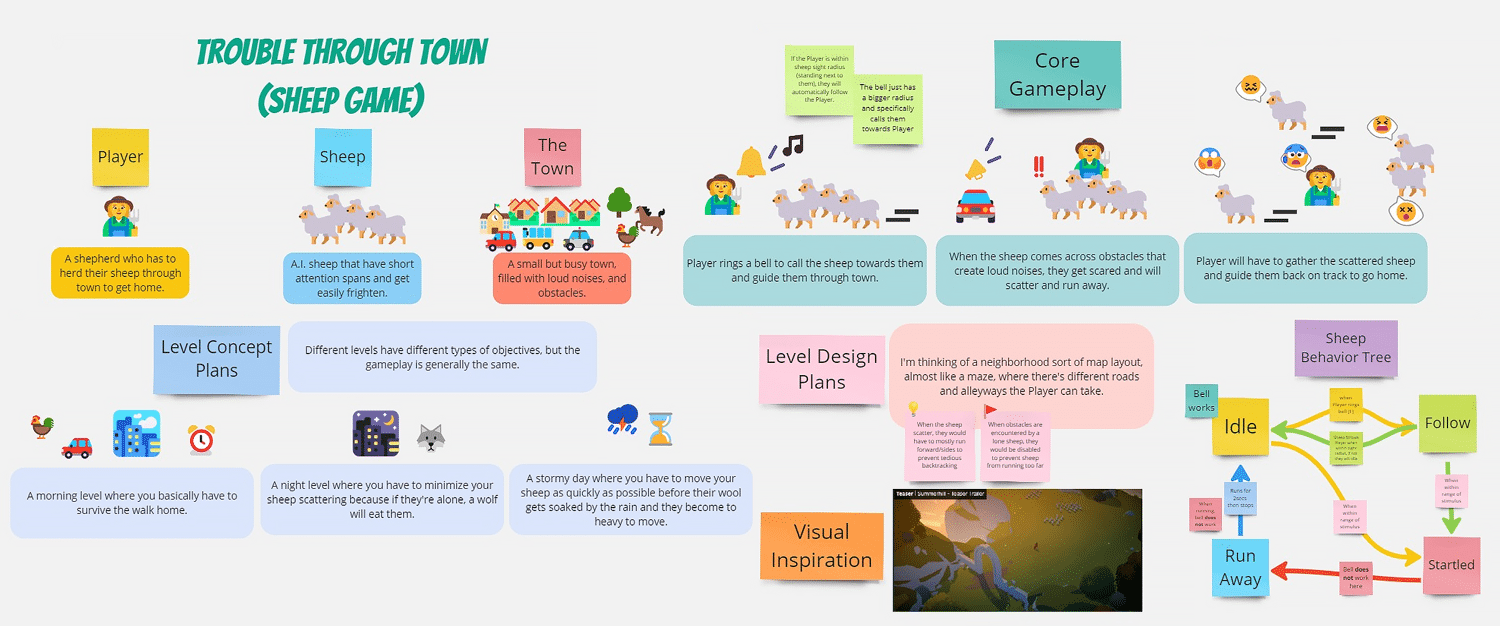 TROUBLE THROUGH TOWN
(SHEEP GAME)
Player
A shepherd who has to
herd their sheep through
town to get home.
Sheep
A.I. sheep that have short
attention spans and get
easily frighten.
The
Town
A small but busy town,
filled with loud noises, and
obstacles.
If the Player is within
sheep sight radius
(standing next to
them), they will
automatically follow
the Player.
The bell just has
a bigger radius
and specifically
calls them
towards Player
Core
Gameplay
Player rings a bell to call the sheep towards them
and guide them through town.
When the sheep comes across obstacles that
create loud noises, they get scared and will
scatter and run away.
Player will have to gather the scattered sheep
and guide them back on track to go home.
Level Concept
Plans
Different levels have different types of objectives, but the
gameplay is generally the same.
A morning level where you basically have to
survive the walk home.
A night level where you have to minimize your
sheep scattering because if they're alone, a wolf
will eat them.
A stormy day where you have to move your
sheep as quickly as possible before their wool
gets soaked by the rain and they become to
heavy to move.
Level Design
Plans
I'm thinking of a neighborhood sort of map layout,
almost like a maze, where there's different roads
and alleyways the Player can take.
When the sheep
scatter, they would
have to mostly run
forward/sides to
prevent tedious
backtracking
When obstacles are
encountered by a
lone sheep, they
would be disabled
to prevent sheep
from running too far
Visual
Inspiration
Teaser | Summerhill - Teaser Trailer
Sheep
Behavior Tree
Bell
works
Idle
When
Player rings
bell
Follow
When
within
range of
stimulus
When
within
range of
stimulus
Startled
Bell does
not work
here
Run
Away
When
running,
bell does
not work
Runs for
2secs
then stops